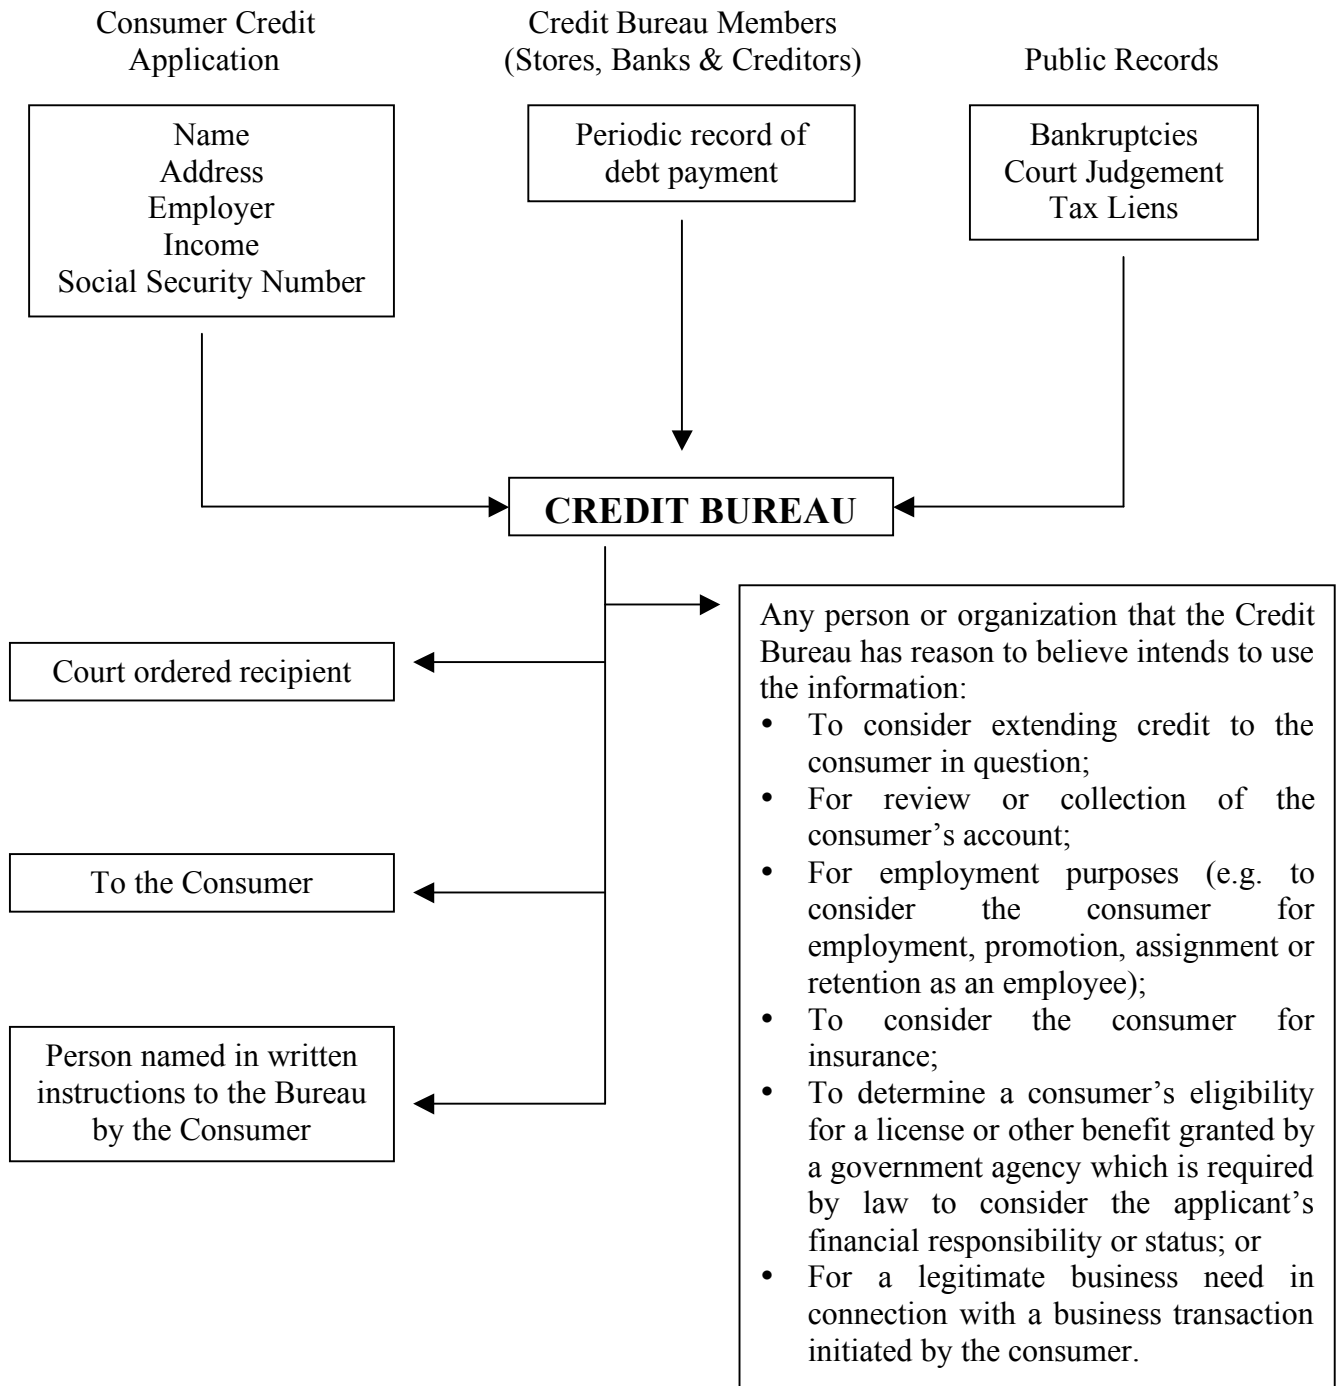 Consumer Credit
Application
Name
Address
Employer
Income
Social Security Number
Credit Bureau Members
(Stores, Banks & Creditors)
Periodic record of
debt payment
Public Records
Bankruptcies
Court Judgement
Tax Liens
CREDIT BUREAU
Court ordered recipient
To the Consumer
Person named in written
instructions to the Bureau
by the Consumer
Any person or organization that the Credit
Bureau has reason to believe intends to use
the information:
• To consider extending credit to the
consumer in question;
• For review or collection of the
consumer’s account;
• For employment purposes (e.g. to
consider the consumer for
employment, promotion, assignment or
retention as an employee);
• To consider the consumer for
insurance;
• To determine a consumer’s eligibility
for a license or other benefit granted by
a government agency which is required
by law to consider the applicant’s
financial responsibility or status; or
• For a legitimate business need in
connection with a business transaction
initiated by the consumer.